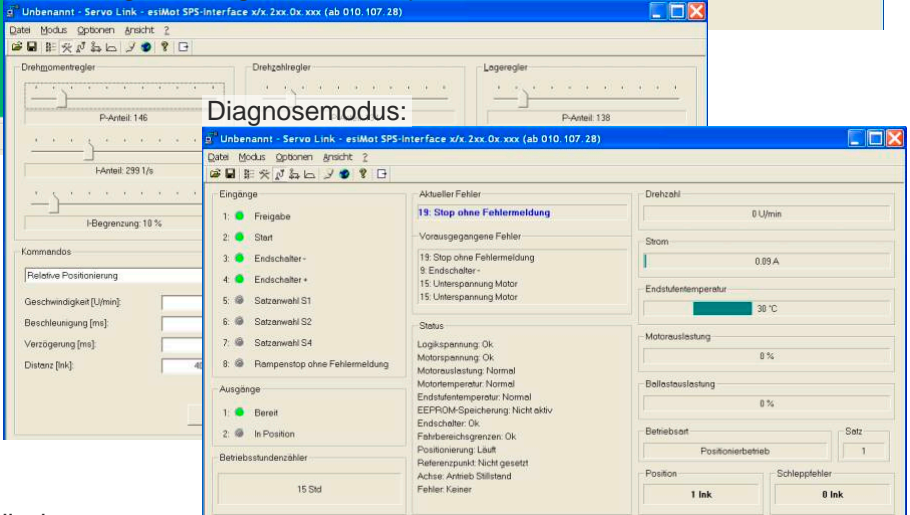 Unbenannt - Servo Link - esiMot SPS-Interface x/x.2xx.0x.xxx (ab 010.107.28)
Datei Modus Optionen Ansicht ?
Drehmomentregler
P-Anteil: 146
I-Anteil: 299 1/s
I-Begrenzung: 10 %
Drehzahlregler
Lageregler
P-Anteil: 138
Kommandos
Relative Positionierung
Geschwindigkeit [U/min]:
Beschleunigung [ms]:
Verzögerung [ms]:
Distanz [Ink]:
Diagnosemodus:
Unbenannt - Servo Link - esiMot SPS-Interface x/x.2xx.0x.xxx (ab 010.107.28)
Datei Modus Optionen Ansicht ?
Eingänge
1: Freigabe
2: Start
3: Endschalter -
4: Endschalter +
5: Satzanwahl S1
6: Satzanwahl S2
7: Satzanwahl S4
8: Rampenstop ohne Fehlermeldung
Ausgänge
1: Bereit
2: In Position
Betriebsstundenzähler
15 Std
Aktueller Fehler
19: Stop ohne Fehlermeldung
Vorausgegangene Fehler
19: Stop ohne Fehlermeldung
9: Endschalter -
15: Unterspannung Motor
15: Unterspannung Motor
Status
Logikspannung: Ok
Motorspannung: Ok
Motorauslastung: Normal
Motortemperatur: Normal
Endstufentemperatur: Normal
EEPROM-Speicherung: Nicht aktiv
Endschalter: Ok
Fahrbereichsgrenzen: Ok
Positionierung: Läuft
Referenzpunkt: Nicht gesetzt
Achse: Antrieb Stillstand
Fehler: Keiner
Drehzahl
0 U/min
Strom
0.09 A
Endstufentemperatur
38 °C
Motorauslastung
0 %
Ballastauslastung
0 %
Betriebsart
Positionierbetrieb
Satz
1
Position
1 Ink
Schleppfehler
0 Ink